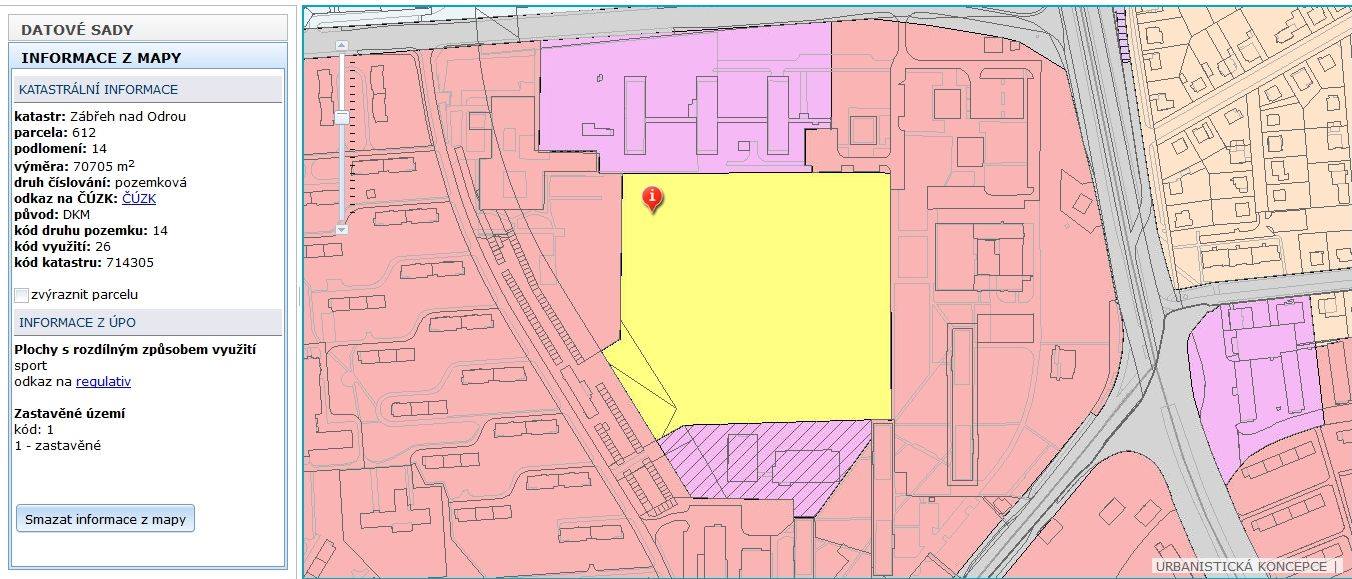 DATOVÉ SADY
INFORMACE Z MAPY
KATASTRÁLNÍ INFORMACE
katastr: Zábřeh nad Odrou
parcela: 612
podlomení: 14
výměra: 70705 m²
druh číslování: pozemková
odkaz na ČÚZK: ČÚZK
původ: DKM
kód druhu pozemku: 14
kód využití: 26
kód katastru: 714305
zvýraznit parcelu
INFORMACE Z ÚPO
Plochy s rozdílným způsobem využití
sport
odkaz na regulativ
Zastavěné území
kód: 1
1 - zastavěné
Smazat informace z mapy
i
URBANISTICKÁ KONCEPCE |